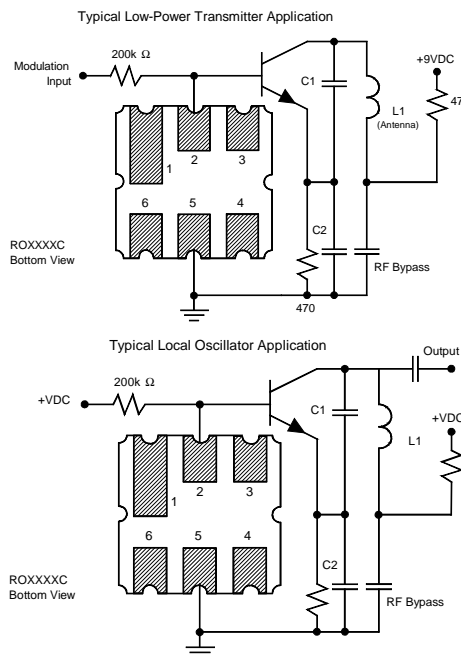 Typical Low-Power Transmitter Application
200k Ω
Modulation
Input
C1
+9VDC
47
L1
(Antenna)
1
2
3
6
5
4
ROXXXXC
Bottom View
C2
RF Bypass
470
Typical Local Oscillator Application
Output
200k Ω
+VDC
C1
+VDC
L1
1
2
3
6
5
4
ROXXXXC
Bottom View
C2
RF Bypass